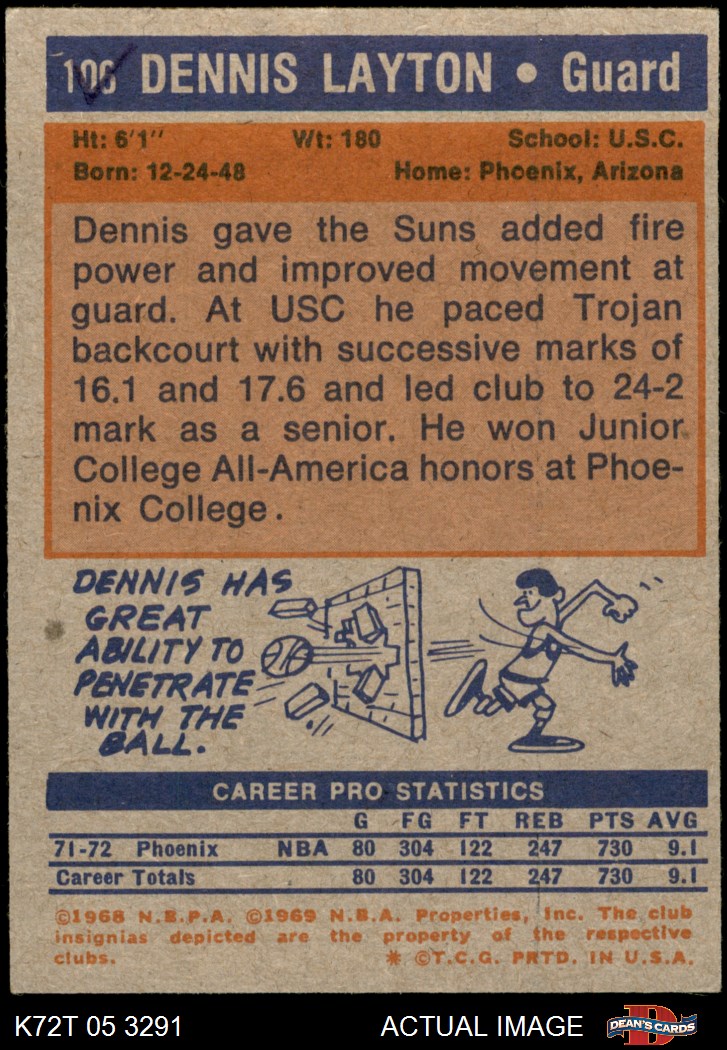 106 DENNIS LAYTON • Guard
Ht: 6'1" Wt: 180 School: U.S.C.
Born: 12-24-48 Home: Phoenix, Arizona
Dennis gave the Suns added fire
power and improved movement at
guard. At USC he paced Trojan
backcourt with successive marks of
16.1 and 17.6 and led club to 24-2
mark as a senior. He won Junior
College All-America honors at Phoe-
nix College.
DENNIS HAS
GREAT
ABILITY TO
PENETRATE
WITH THE
BALL.
CAREER PRO STATISTICS
G FG FT REB PTS AVG
71-72 Phoenix NBA 80 304 122 247 730 9.1
Career Totals 80 304 122 247 730 9.1
©1968 N.B.P.A. ©1969 N.B.A. Properties, Inc. The club
insignias depicted are the property of the respective
clubs. * ©T.C.G. PRTD. IN U.S.A.
K72T 05 3291 ACTUAL IMAGE DEAN'S CARDS